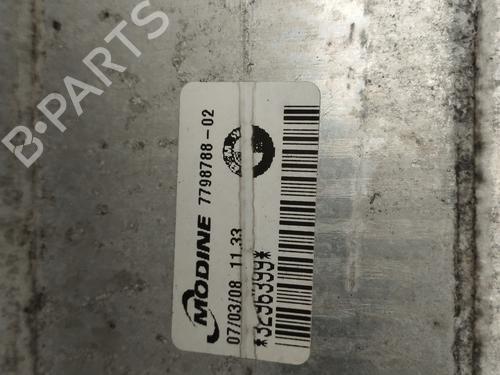 B-PARTS
MODINE 7798788-02
07/03/08 11.33
*3296399*